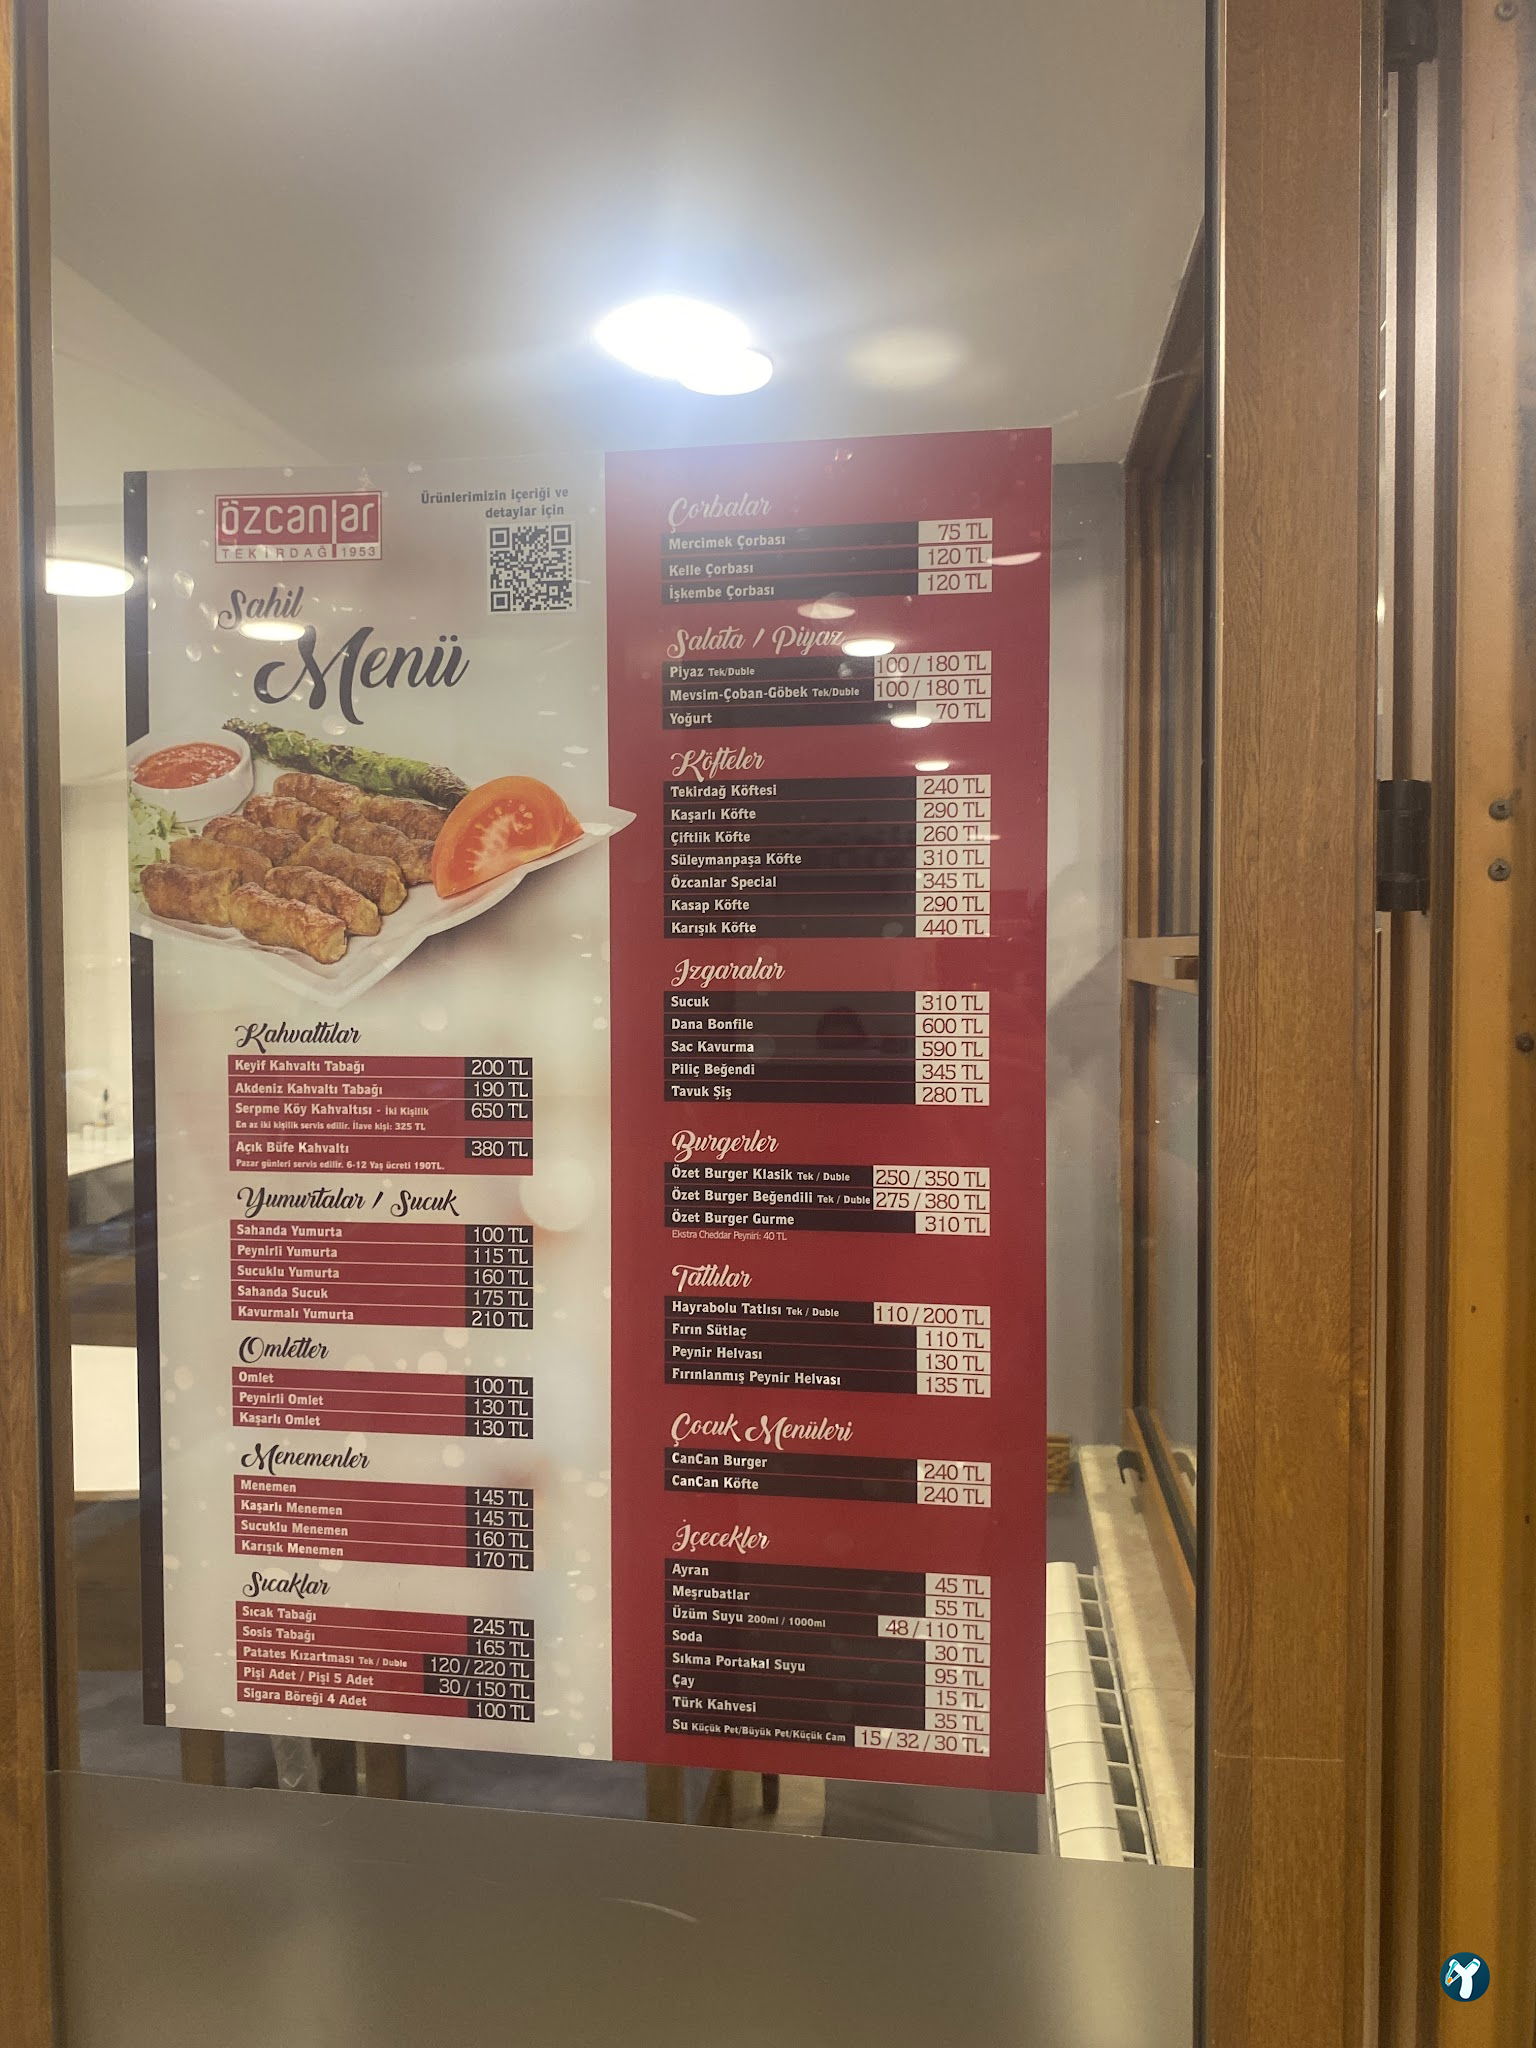 özcanlar
TEKİRDAĞ 1953
Ürünlerimizin içeriği ve
detaylar için
Sahil
Menü
Kahvaltılar
Keyif Kahvaltı Tabağı 200 TL
Akdeniz Kahvaltı Tabağı 190 TL
Serpme Köy Kahvaltısı - İki Kişilik 650 TL
En az iki kişilik servis edilir. İlave kişi: 325 TL
Açık Büfe Kahvaltı 380 TL
Pazar günleri servis edilir. 6-12 Yaş ücreti 190TL.
Yumurtalar / Sucuk
Sahanda Yumurta 100 TL
Peynirli Yumurta 115 TL
Sucuklu Yumurta 160 TL
Sahanda Sucuk 175 TL
Kavurmalı Yumurta 210 TL
Omletler
Omlet 100 TL
Peynirli Omlet 130 TL
Kaşarlı Omlet 130 TL
Menemenler
Menemen 145 TL
Kaşarlı Menemen 145 TL
Sucuklu Menemen 160 TL
Karışık Menemen 170 TL
Sıcaklar
Sıcak Tabağı 245 TL
Sosis Tabağı 165 TL
Patates Kızartması Tek / Duble 120 / 220 TL
Pişi Adet / Pişi 5 Adet 30 / 150 TL
Sigara Böreği 4 Adet 100 TL
Çorbalar
Mercimek Çorbası 75 TL
Kelle Çorbası 120 TL
İşkembe Çorbası 120 TL
Salata / Piyaz
Piyaz Tek/Duble 100 / 180 TL
Mevsim-Çoban-Göbek Tek/Duble 100 / 180 TL
Yoğurt 70 TL
Köfteler
Tekirdağ Köftesi 240 TL
Kaşarlı Köfte 290 TL
Çiftlik Köfte 260 TL
Süleymanpaşa Köfte 310 TL
Özcanlar Special 345 TL
Kasap Köfte 290 TL
Karışık Köfte 440 TL
Izgaralar
Sucuk 310 TL
Dana Bonfile 600 TL
Sac Kavurma 590 TL
Piliç Beğendi 345 TL
Tavuk Şiş 280 TL
Burgerler
Özet Burger Klasik Tek / Duble 250 / 350 TL
Özet Burger Beğendili Tek / Duble 275 / 380 TL
Özet Burger Gurme 310 TL
Ekstra Cheddar Peyniri: 40 TL
Tatlılar
Hayrabolu Tatlısı Tek / Duble 110 / 200 TL
Fırın Sütlaç 110 TL
Peynir Helvası 130 TL
Fırınlanmış Peynir Helvası 135 TL
Çocuk Menüleri
CanCan Burger 240 TL
CanCan Köfte 240 TL
İçecekler
Ayran 45 TL
Meşrubatlar 55 TL
Üzüm Suyu 200ml / 1000ml 48 / 110 TL
Soda 30 TL
Sıkma Portakal Suyu 95 TL
Çay 15 TL
Türk Kahvesi 35 TL
Su Küçük Pet/Büyük Pet/Küçük Cam 15 / 32 / 30 TL